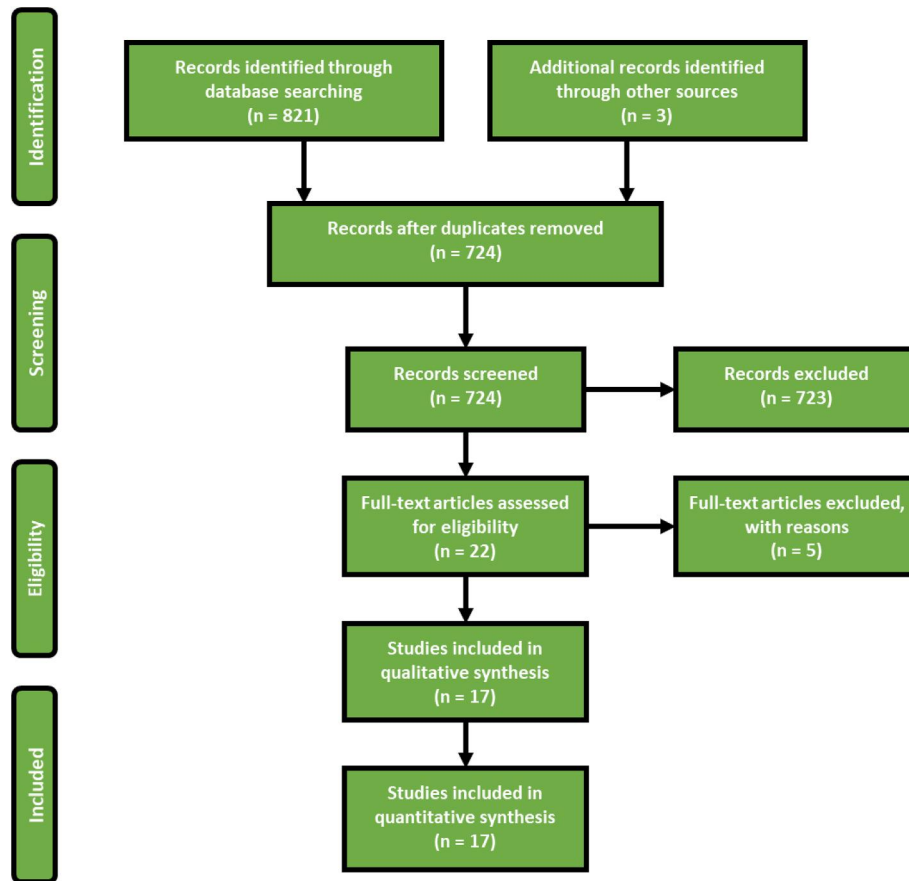 Identification
Records identified through
database searching
(n = 821)
Additional records identified
through other sources
(n = 3)
Records after duplicates removed
(n = 724)
Screening
Records screened
(n = 724)
Records excluded
(n = 723)
Eligibility
Full-text articles assessed
for eligibility
(n = 22)
Full-text articles excluded,
with reasons
(n = 5)
Studies included in
qualitative synthesis
(n = 17)
Included
Studies included in
quantitative synthesis
(n = 17)